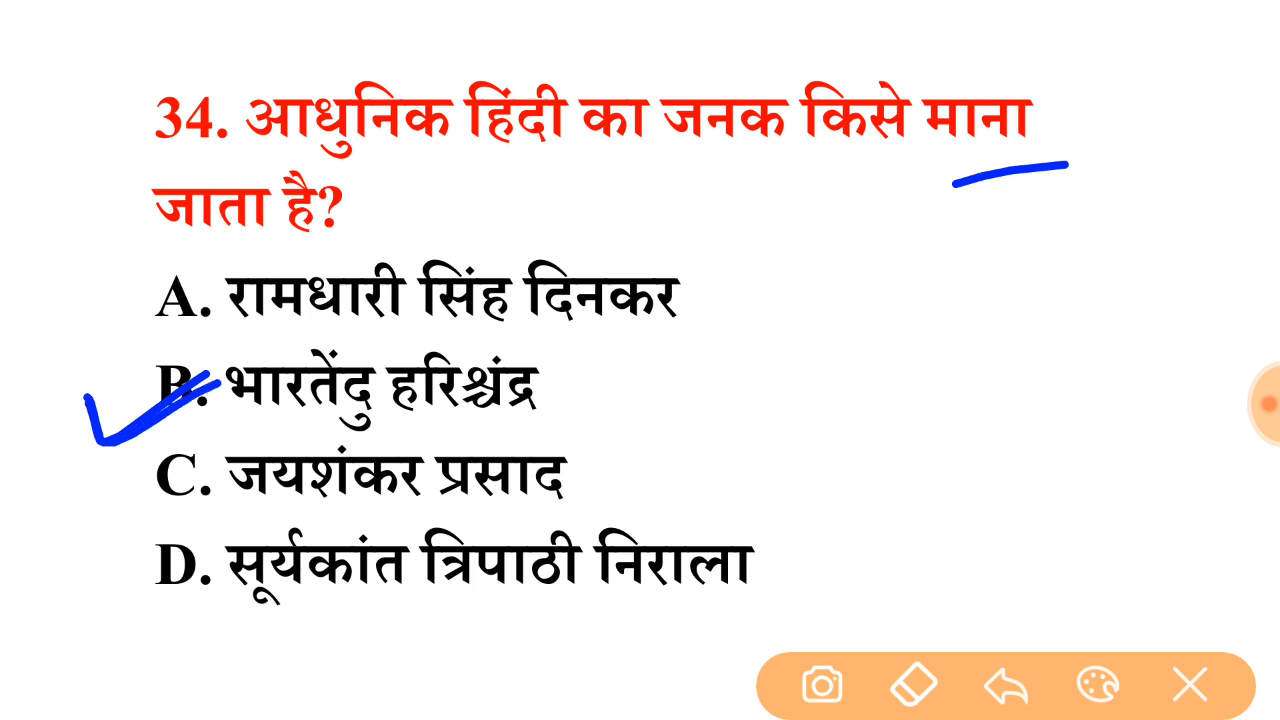 34. आधुनिक हिंदी का जनक किसे माना
जाता है?
A. रामधारी सिंह दिनकर
B. भारतेंदु हरिश्चंद्र
C. जयशंकर प्रसाद
D. सूर्यकांत त्रिपाठी निराला